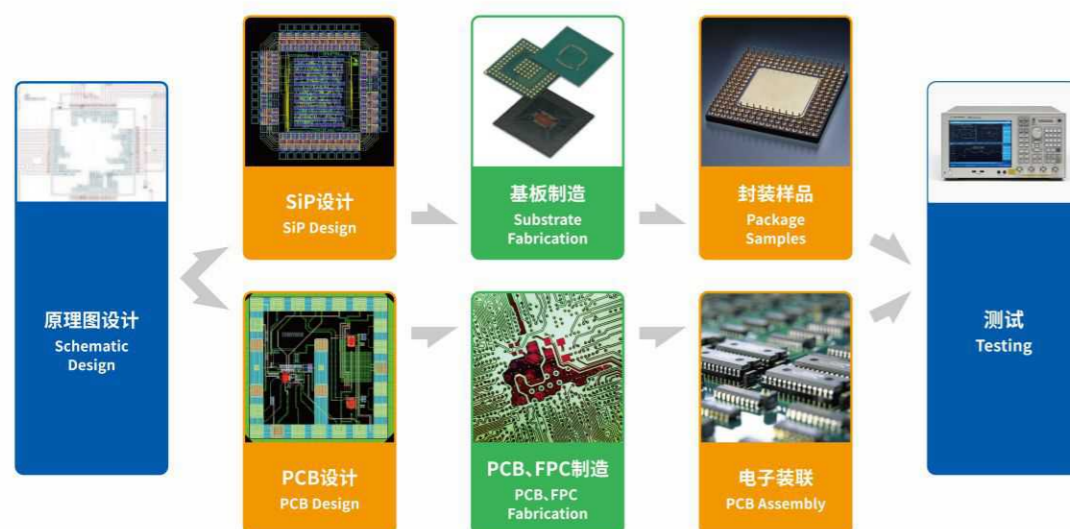 原理图设计
Schematic
Design
SiP设计
SiP Design
基板制造
Substrate
Fabrication
封装样品
Package
Samples
PCB设计
PCB Design
PCB、FPC制造
PCB、FPC
Fabrication
电子装联
PCB Assembly
测试
Testing